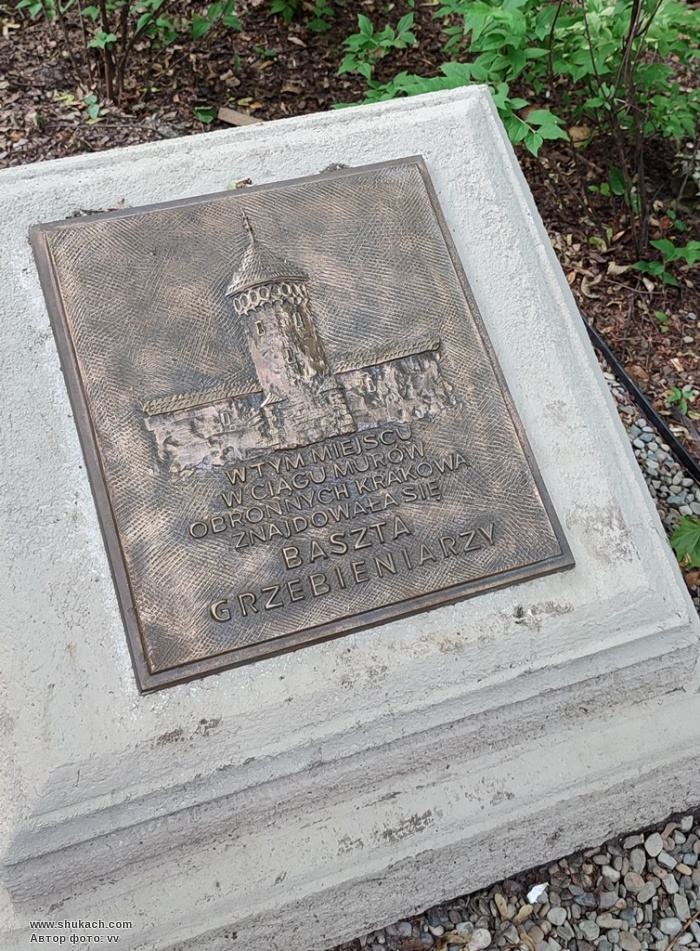 W TYM MIEJSCU
W CIĄGU MURÓW
OBRONNYCH KRAKOWA
ZNAJDOWAŁA SIĘ
BASZTA
GRZEBIENIARZY
www.shukach.com
Автор фото: vv